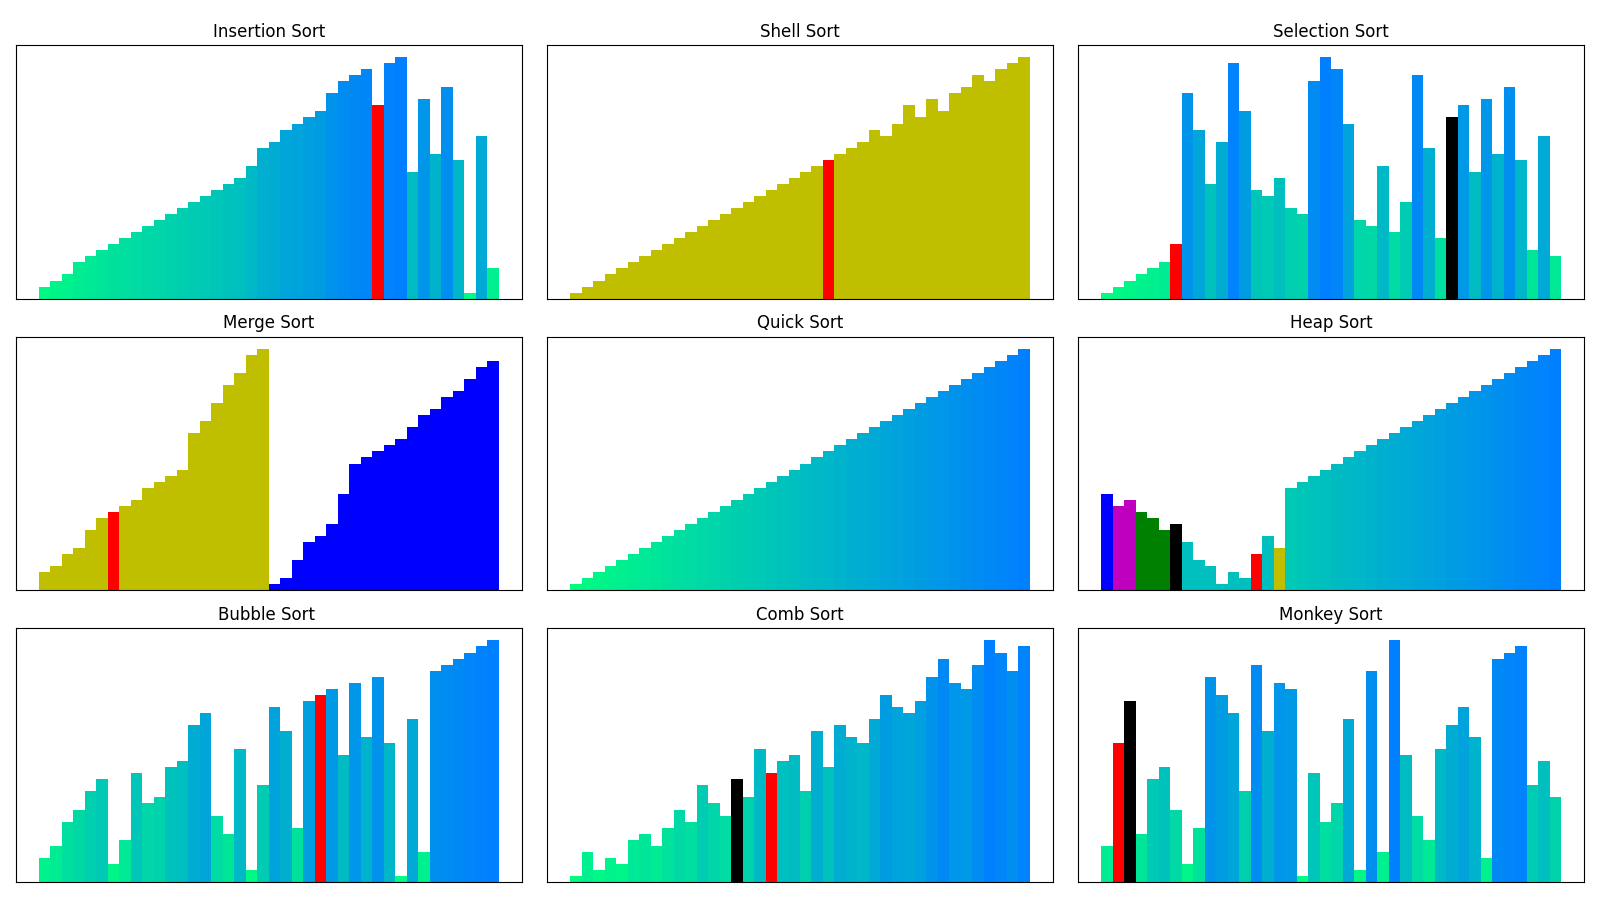 Insertion Sort
Shell Sort
Selection Sort
Merge Sort
Quick Sort
Heap Sort
Bubble Sort
Comb Sort
Monkey Sort